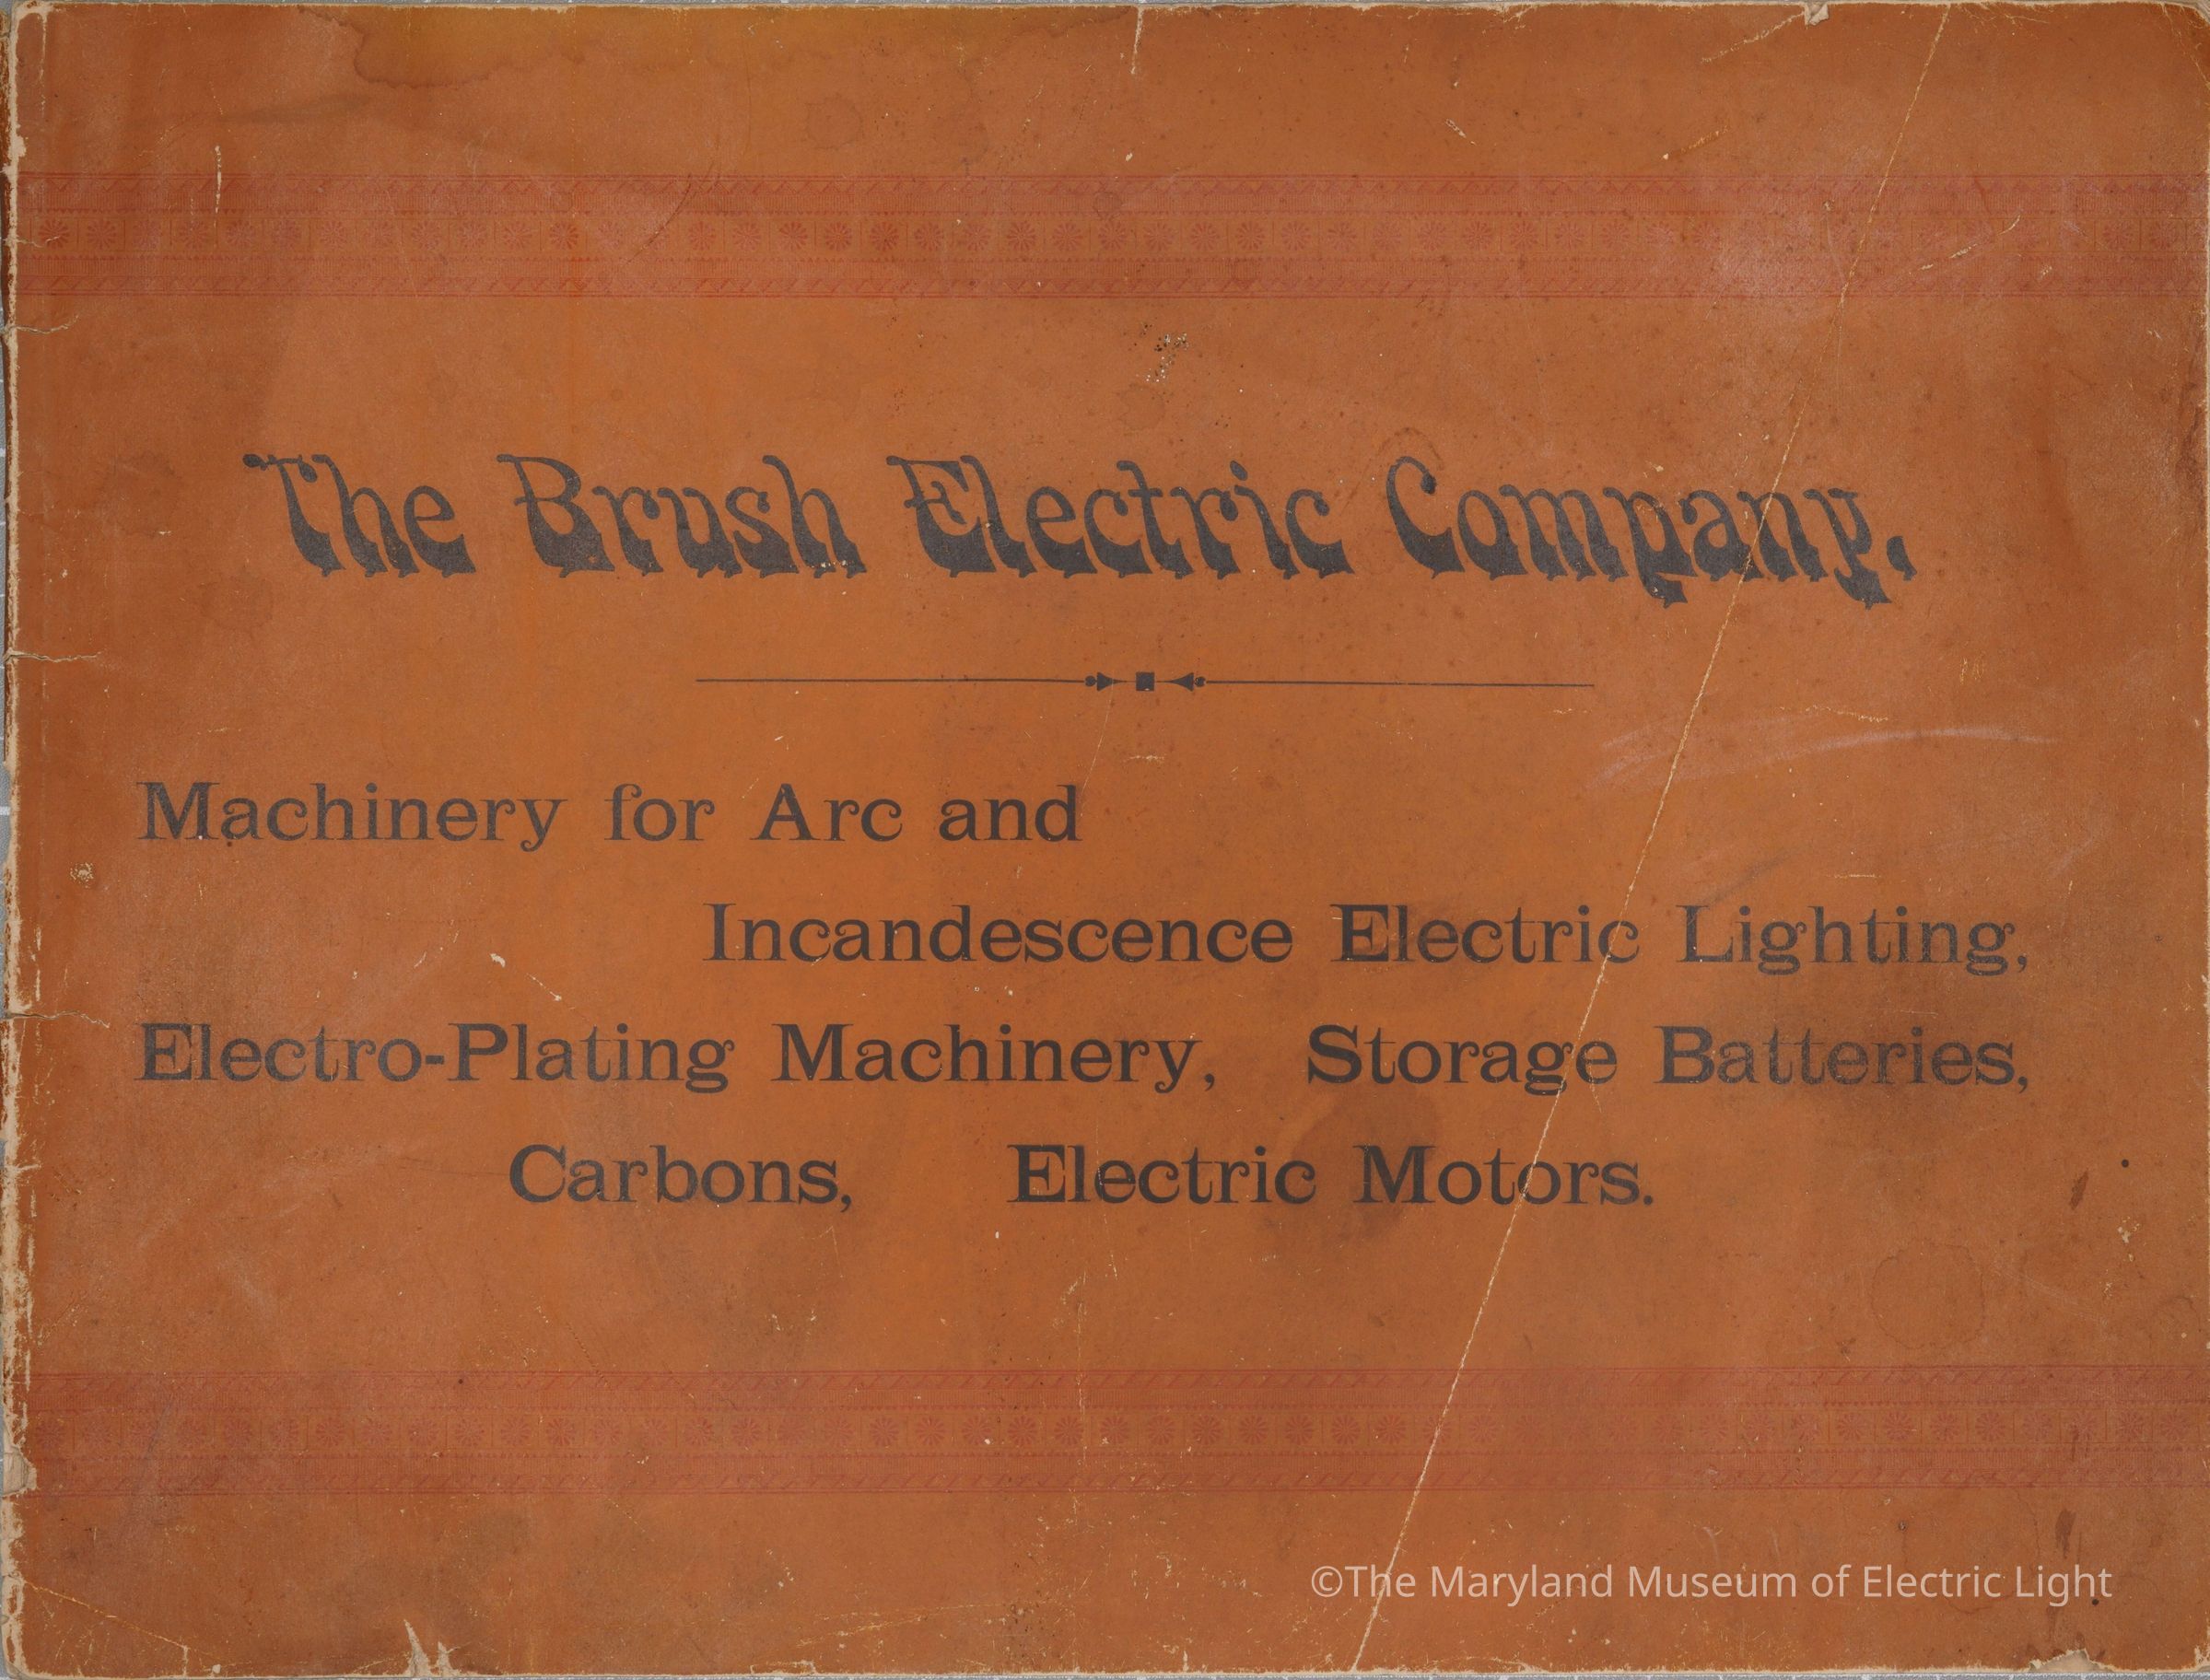 The Brush Electric Company.
Machinery for Arc and
Incandescence Electric Lighting,
Electro-Plating Machinery, Storage Batteries,
Carbons, Electric Motors.
©The Maryland Museum of Electric Light